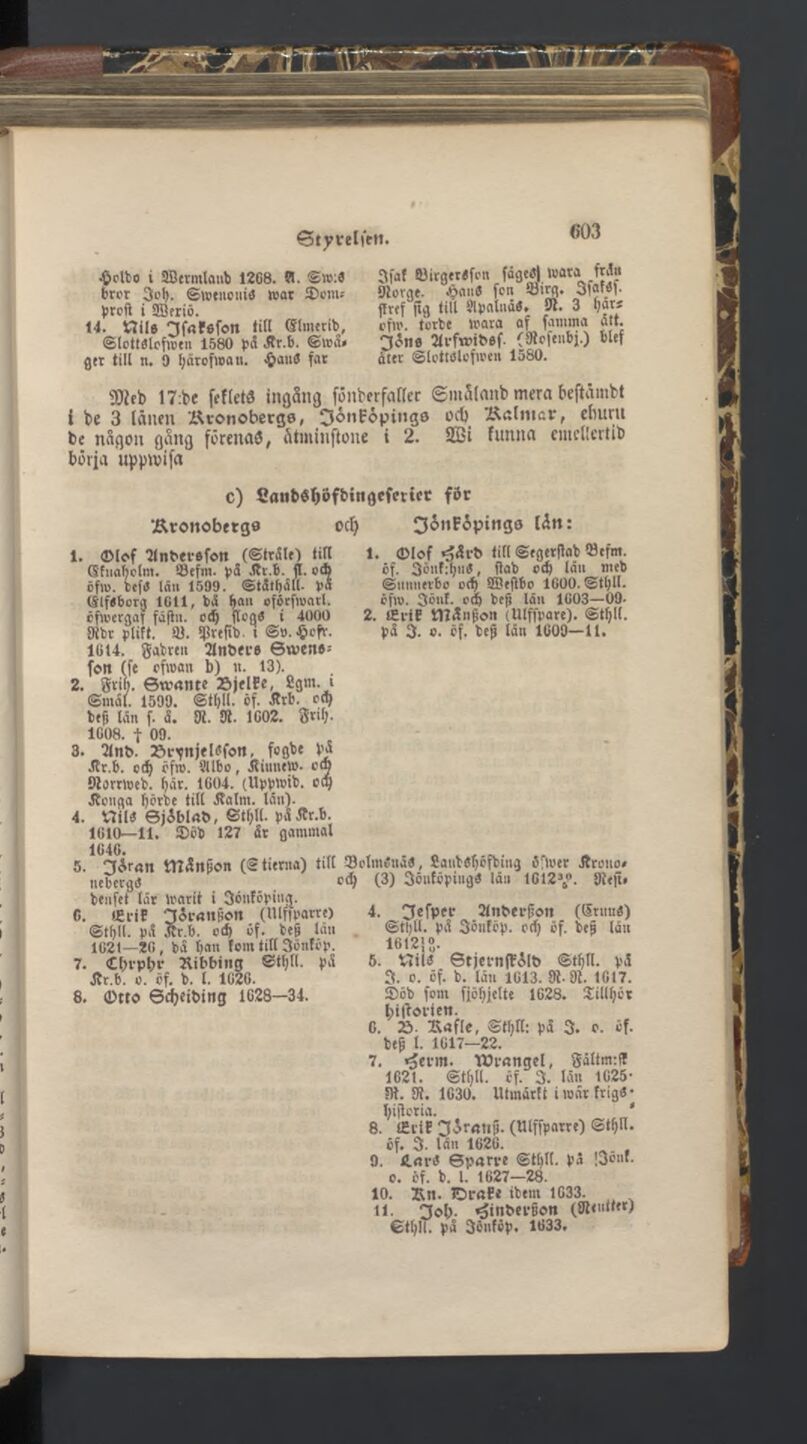 Styrelsen.
603
Holbo i Wermland 1268. A. Sw:s
bror Joh. Swenonis war Dom-
prost i Weriö.
14. Nils Isaksson till Elmerid,
Slottslofwen 1580 på Kr.b. Swå-
ger till n. 9 härofwan. Hans far
Isak Birgersson säges wara från
Norge. Hans son Birg. Isakss.
skref sig till Apalnäs. N. 3 här-
ofw. torde wara af samma ätt.
Jöns Arfwidss. (Rosenbj.) blef
åter Slottslofwen 1580.
Med 17:de seklets ingång sönderfaller Småland mera bestämdt
i de 3 länen Kronobergs, Jönköpings och Kalmar, ehuru
de någon gång förenas, åtminstone i 2. Wi kunna emellertid
börja uppwisa
c) Landshöfdingeserier för
Kronobergs och Jönköpings län:
1. Olof Andersson (Stråle) till
Eknaholm. Befm. på Kr.b. sl. och
öfw. dess län 1599. Ståthåll. på
Elfsborg 1611, då han oförswarl.
öfwergaf fästn. och slogs i 4000
Rdr plikt. B. Presid. i Sv. Hofr.
1614. Fadren Anders Swens-
son (se ofwan b) n. 13).
2. Frih. Swante Bjelke, Lgm. i
Smål. 1599. Sthll. öf. Krb. och
deß län s. å. R. R. 1602. Frih.
1608. † 09.
3. And. Brynjelsson, fogde på
Kr.b. och öfw. Albo, Kinnew. och
Norrwed. här. 1604. (Uppwid. och
Konga hörde till Kalm. län).
4. Nils Sjöblad, Sthll. på Kr.b.
1610—11. Död 127 år gammal
1646.
1. Olof Hård till Segerstad Befm.
öf. Jönk:hus, stad och län med
Sunnerbo och Westbo 1600. Sthll.
öfw. Jönk. och deß län 1603—09.
2. Erik Månßon (Ulfspare). Sthll.
på J. o. öf. deß län 1609—11.
5. Jöran Månßon (Stierna) till Bolmsnäs, Landshöfding öfwer Krono-
nebergs och (3) Jönköpings län 1612. Resi-
denset lär warit i Jönköping.
6. Erik Jöranßon (Ulfsparre)
Sthll. på Kr.b. och öf. deß län
1621—26, då han kom till Jönköp.
7. Chrphr Ribbing Sthll. på
Kr.b. o. öf. d. l. 1626.
8. Otto Scheiding 1628—34.
4. Jesper Anderßon (Cruus)
Sthll. på Jönköp. och öf. deß län
1612.
5. Nils Stjernsköld Sthll. på
J. o. öf. d. län 1613. R. R. 1617.
Död som sjöhjelte 1628. Tillhör
historien.
6. B. Kafle, Sthll: på J. o. öf.
deß l. 1617—22.
7. Herm. Wrangel, Fältm:sk
1621. Sthll. öf. J. län 1625.
R. R. 1630. Utmärkt i wår krigs-
historia.
8. Erik Jöranß. (Ulfsparre) Sthll.
öf. J. län 1626.
9. Lars Sparre Sthll. på Jönk.
o. öf. d. l. 1627—28.
10. Kn. Drake ibem 1633.
11. Joh. Hinderßon (Reutter)
Sthll. på Jönköp. 1633.